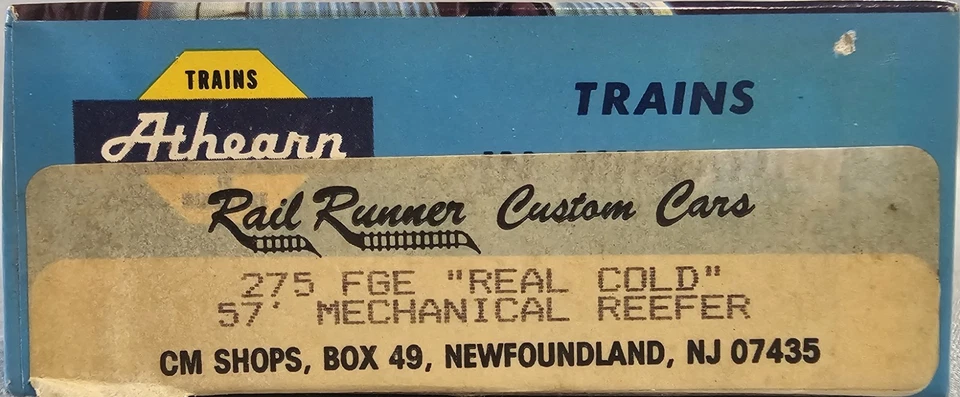 TRAINS
Athearn
TRAINS
Rail Runner Custom Cars
275 FGE "REAL COLD"
57' MECHANICAL REEFER
CM SHOPS, BOX 49, NEWFOUNDLAND, NJ 07435